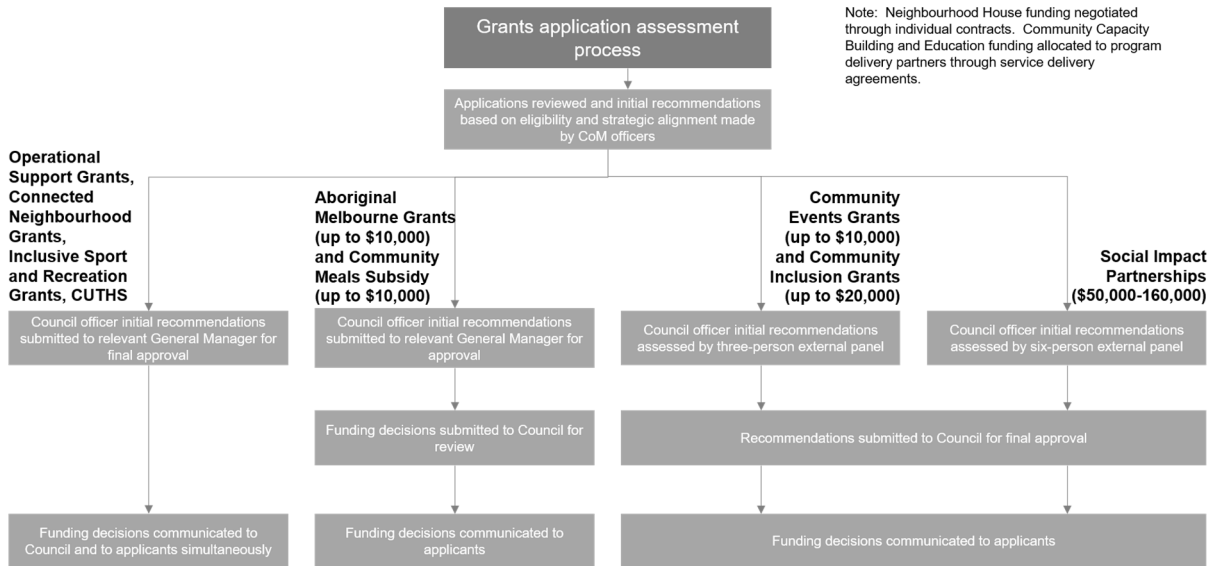 Grants application assessment
process
Note:  Neighbourhood House funding negotiated
through individual contracts.  Community Capacity
Building and Education funding allocated to program
delivery partners through service delivery
agreements.
Applications reviewed and initial recommendations
based on eligibility and strategic alignment made
by CoM officers
Operational
Support Grants,
Connected
Neighbourhood
Grants,
Inclusive Sport
and Recreation
Grants, CUTHS
Aboriginal
Melbourne Grants
(up to $10,000)
and Community
Meals Subsidy
(up to $10,000)
Community
Events Grants
(up to $10,000)
and Community
Inclusion Grants
(up to $20,000)
Social Impact
Partnerships
($50,000-160,000)
Council officer initial recommendations
submitted to relevant General Manager for
final approval
Council officer initial recommendations
submitted to relevant General Manager for
approval
Council officer initial recommendations
assessed by three-person external panel
Council officer initial recommendations
assessed by six-person external panel
Funding decisions submitted to Council for
review
Recommendations submitted to Council for final approval
Funding decisions communicated to
Council and to applicants simultaneously
Funding decisions communicated to
applicants
Funding decisions communicated to applicants